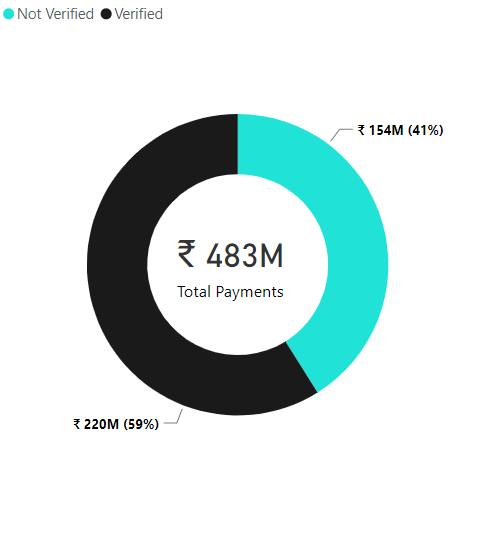 Not Verified Verified
₹ 154M (41%)
₹ 483M
Total Payments
₹ 220M (59%)